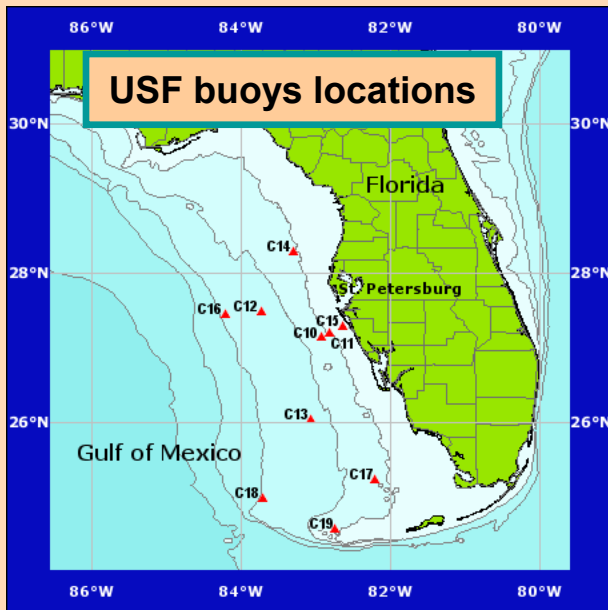 86°W 84°W 82°W 80°W
USF buoys locations
30°N 30°N
Florida
C14
28°N 28°N
St. Petersburg
C16 C12
C15
C10 C11
C13
26°N 26°N
Gulf of Mexico
C17
C18
C19
86°W 84°W 82°W 80°W